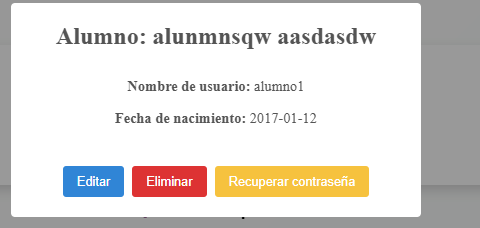 Alumno: alunmnsqw aasdasdw
Nombre de usuario: alumno1
Fecha de nacimiento: 2017-01-12
Editar Eliminar Recuperar contraseña